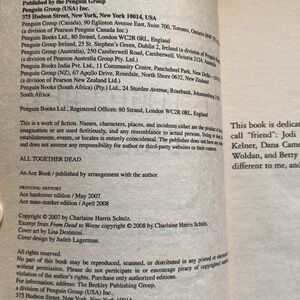 Published by the Penguin Group
Penguin Group (USA) Inc.
375 Hudson Street, New York, New York 10014, USA
Penguin Group (Canada), 90 Eglinton Avenue East, Suite 700, Toronto, Ontario
(a division of Pearson Penguin Canada Inc.)
Penguin Books Ltd., 80 Strand, London WC2R 0RL, England
Penguin Group Ireland, 25 St. Stephen's Green, Dublin 2, Ireland (a division of Penguin
Penguin Group (Australia), 250 Camberwell Road, Camberwell, Victoria
(a division of Pearson Australia Group Pty. Ltd.)
Penguin Books India Pvt. Ltd., 11 Community Centre, Panchsheel Park, New Delhi
Penguin Group (NZ), 67 Apollo Drive, Rosedale, North Shore 0632, New Zealand
(a division of Pearson New Zealand Ltd.)
Penguin Books (South Africa) (Pty.) Ltd., 24 Sturdee Avenue, Rosebank, Johannesburg
South Africa
Penguin Books Ltd., Registered Offices: 80 Strand, London WC2R 0RL, England
This is a work of fiction. Names, characters, places, and incidents either are the product of
imagination or are used fictitiously, and any resemblance to actual persons, living or dead,
establishments, events, or locales is entirely coincidental. The publisher does not have
and does not assume any responsibility for author or third-party websites or their content.
ALL TOGETHER DEAD
An Ace Book / published by arrangement with the author
PRINTING HISTORY
Ace hardcover edition / May 2007
Ace mass-market edition / April 2008
Copyright © 2007 by Charlaine Harris Schulz.
Excerpt from From Dead to Worse copyright © 2008 by Charlaine Harris Schulz.
Cover art by Lisa Desimini.
Cover design by Judith Lagerman.
All rights reserved.
No part of this book may be reproduced, scanned, or distributed in any printed or electronic
without permission. Please do not participate in or encourage piracy of copyrighted
violation of the author's rights. Purchase only authorized editions.
For information, address: The Berkley Publishing Group,
a division of Penguin Group (USA) Inc.,
375 Hudson Street, New York, New York 10014.
This book is dedica
call "friend": Jodi
Kelner, Dana Came
Woldan, and Betty
different to me, and